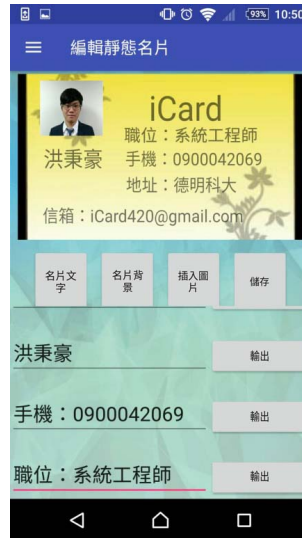 93% 10:50
編輯靜態名片
iCard
職位：系統工程師
洪秉豪 手機：0900042069
地址：德明科大
信箱：iCard420@gmail.com
名片文
字
名片背
景
插入圖
片
儲存
洪秉豪
輸出
手機：0900042069
輸出
職位：系統工程師
輸出